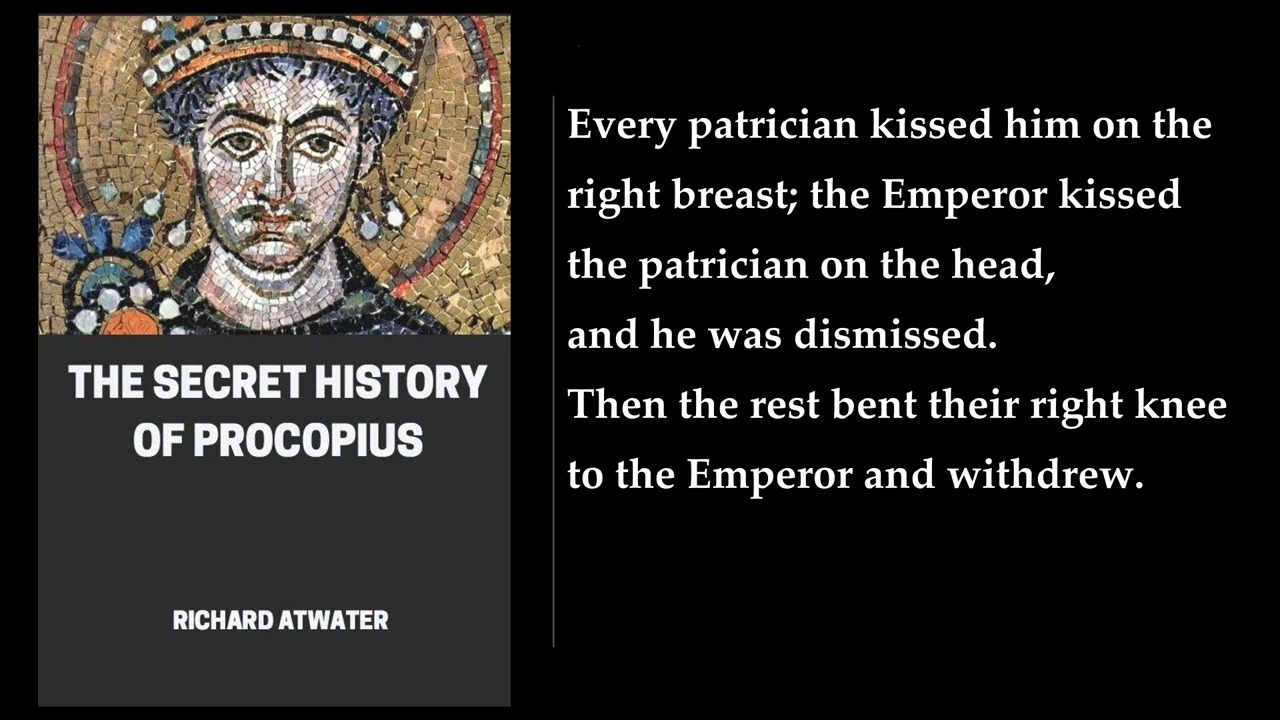 THE SECRET HISTORY
OF PROCOPIUS
RICHARD ATWATER
Every patrician kissed him on the
right breast; the Emperor kissed
the patrician on the head,
and he was dismissed.
Then the rest bent their right knee
to the Emperor and withdrew.